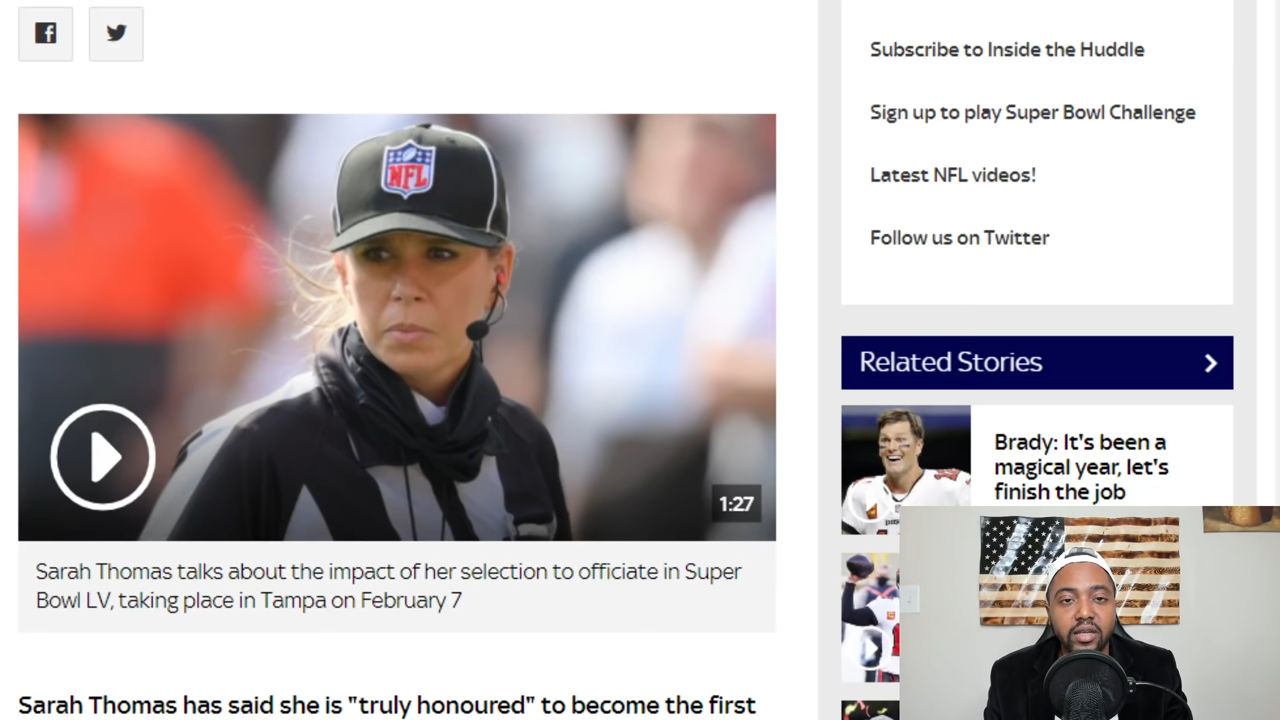 Subscribe to Inside the Huddle
Sign up to play Super Bowl Challenge
Latest NFL videos!
Follow us on Twitter
NFL
1:27
Sarah Thomas talks about the impact of her selection to officiate in Super
Bowl LV, taking place in Tampa on February 7
Sarah Thomas has said she is "truly honoured" to become the first
Related Stories
Brady: It's been a
magical year, let's
finish the job